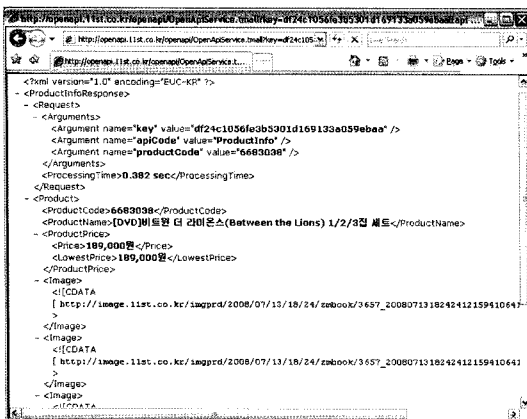 http://openapi.11st.co.kr/openapi/OpenApiService.tmall?key=df24c1056fe3b5301d169133a059ebaa&api
http://openapi.11st.co.kr/openapi/OpenApiService.tmall?key=df24c105
http://openapi.11st.co.kr/openapi/OpenApiService.t...
Page
Tools
<?xml version="1.0" encoding="EUC-KR" ?>
- <ProductInfoResponse>
- <Request>
- <Arguments>
<Argument name="key" value="df24c1056fe3b5301d169133a059ebaa" />
<Argument name="apiCode" value="ProductInfo" />
<Argument name="productCode" value="6683038" />
</Arguments>
<ProcessingTime>0.382 sec</ProcessingTime>
</Request>
- <Product>
<ProductCode>6683038</ProductCode>
<ProductName>[DVD]비트윈 더 라이온스(Between the Lions) 1/2/3집 세트</ProductName>
- <ProductPrice>
<Price>189,000원</Price>
<LowestPrice>189,000원</LowestPrice>
</ProductPrice>
- <Image>
<![CDATA
[ http://image.11st.co.kr/imgprd/2008/07/13/18/24/zmbook/3657_2008071318242412159410641
>
</Image>
- <Image>
<![CDATA
[ http://image.11st.co.kr/imgprd/2008/07/13/18/24/zmbook/3657_2008071318242412159410641
>
</Image>
- <Image>
<![CDATA